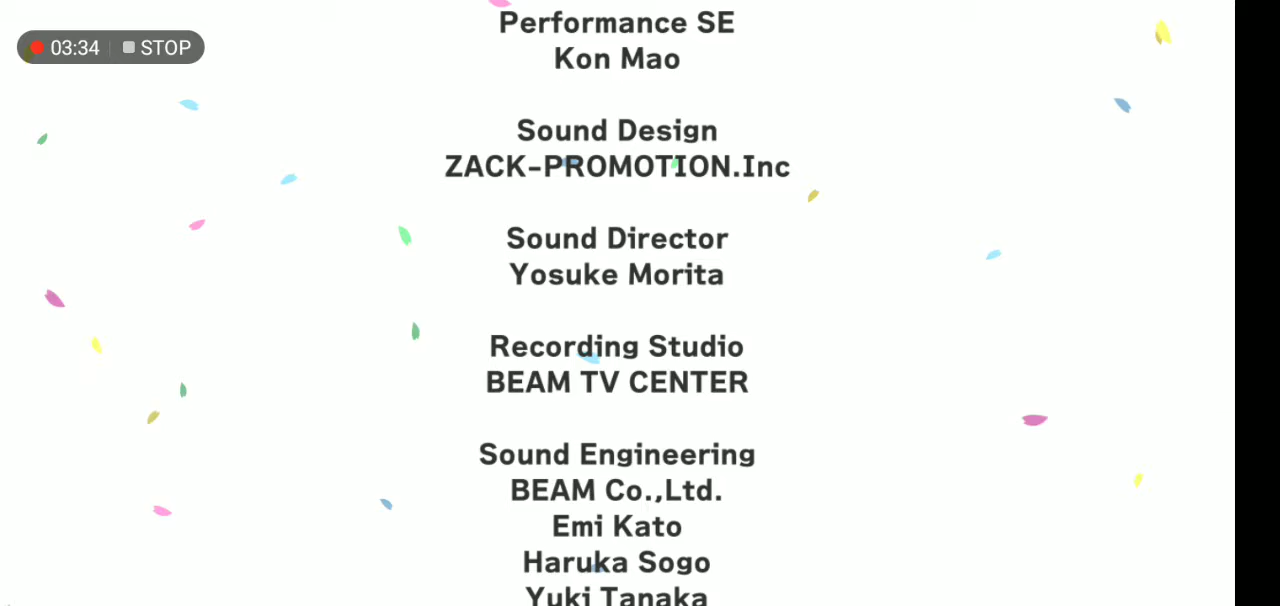 03:34 STOP
Performance SE
Kon Mao
Sound Design
ZACK-PROMOTION.Inc
Sound Director
Yosuke Morita
Recording Studio
BEAM TV CENTER
Sound Engineering
BEAM Co.,Ltd.
Emi Kato
Haruka Sogo
Yuki Tanaka